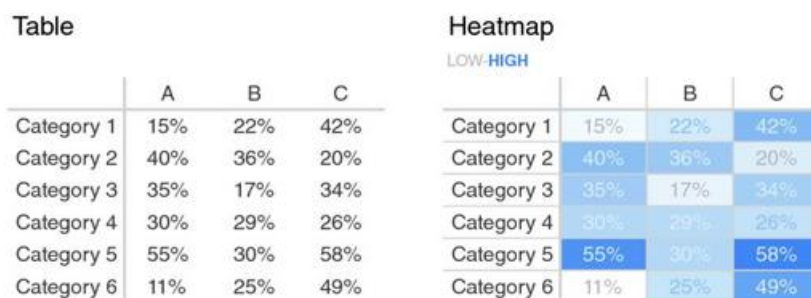 Table
A B C
Category 1 15% 22% 42%
Category 2 40% 36% 20%
Category 3 35% 17% 34%
Category 4 30% 29% 26%
Category 5 55% 30% 58%
Category 6 11% 25% 49%
Heatmap
LOW-HIGH
A B C
Category 1 15% 22% 42%
Category 2 40% 36% 20%
Category 3 35% 17% 34%
Category 4 30% 29% 26%
Category 5 55% 30% 58%
Category 6 11% 25% 49%